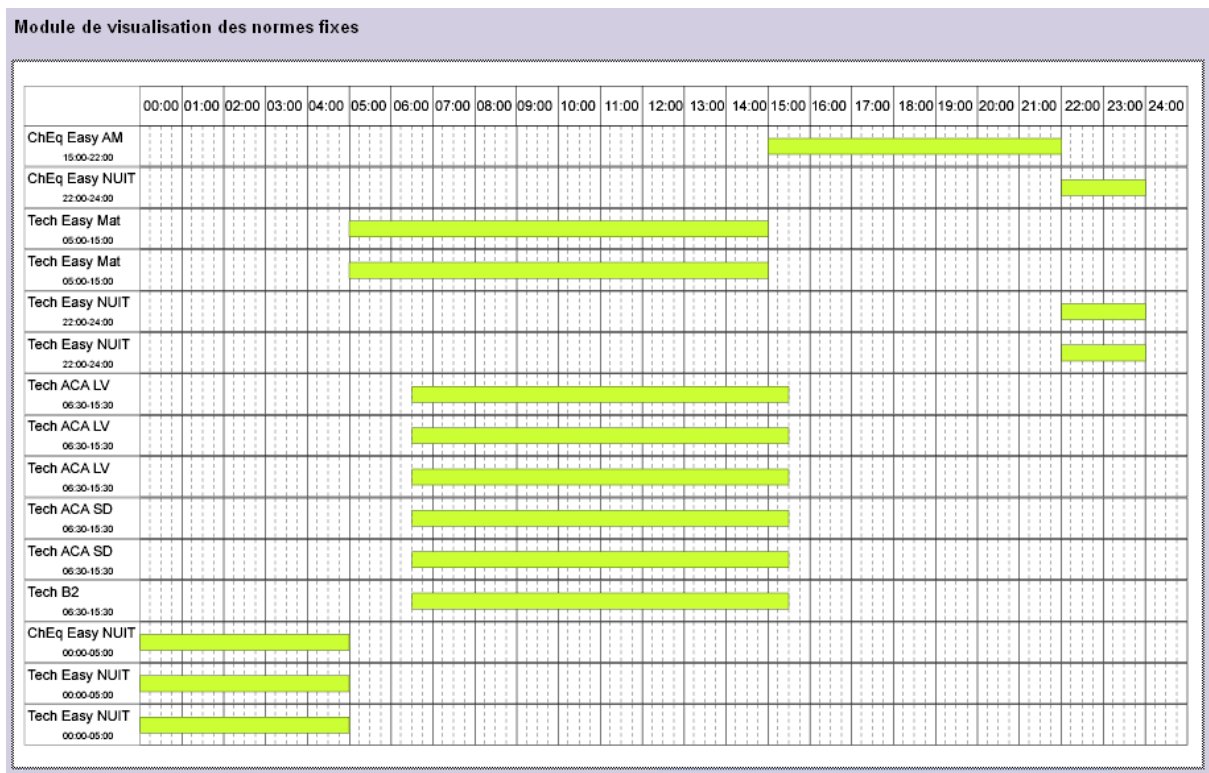 Module de visualisation des normes fixes
00:00 01:00 02:00 03:00 04:00 05:00 06:00 07:00 08:00 09:00 10:00 11:00 12:00 13:00 14:00 15:00 16:00 17:00 18:00 19:00 20:00 21:00 22:00 23:00 24:00
ChEq Easy AM
15:00-22:00
ChEq Easy NUIT
22:00-24:00
Tech Easy Mat
05:00-15:00
Tech Easy Mat
05:00-15:00
Tech Easy NUIT
22:00-24:00
Tech Easy NUIT
22:00-24:00
Tech ACA LV
06:30-15:30
Tech ACA LV
06:30-15:30
Tech ACA LV
06:30-15:30
Tech ACA SD
06:30-15:30
Tech ACA SD
06:30-15:30
Tech B2
06:30-15:30
ChEq Easy NUIT
00:00-05:00
Tech Easy NUIT
00:00-05:00
Tech Easy NUIT
00:00-05:00